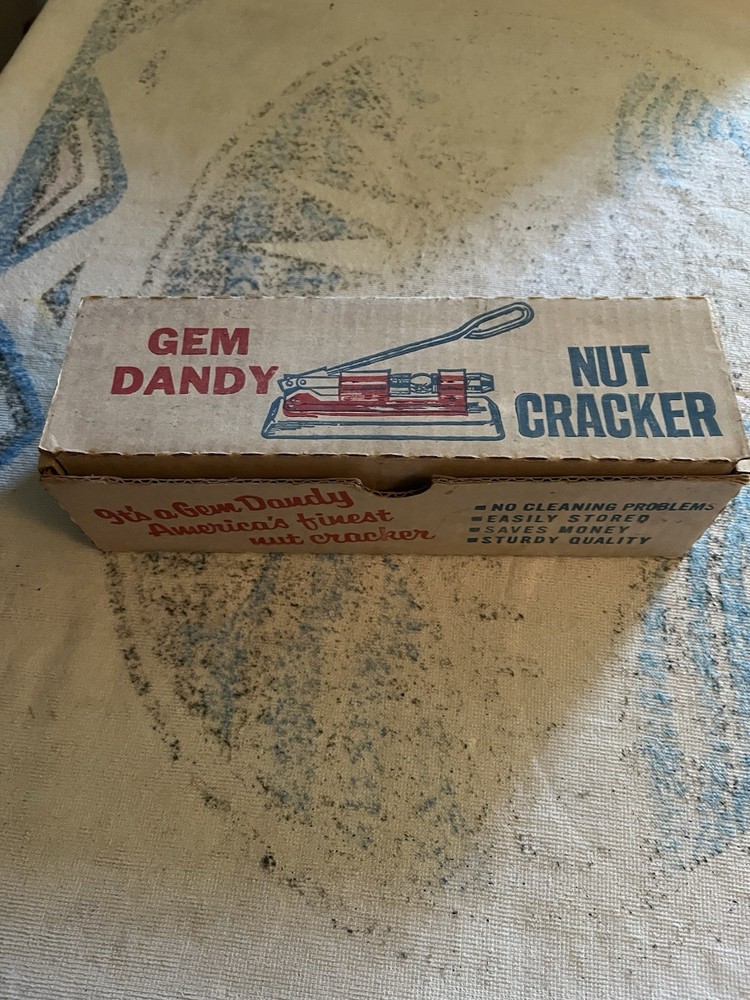 GEM
DANDY
NUT
CRACKER
It's a Gem Dandy
America's finest
nut cracker
▪ NO CLEANING PROBLEMS
▪ EASILY STORED
▪ SAVES MONEY
▪ STURDY QUALITY